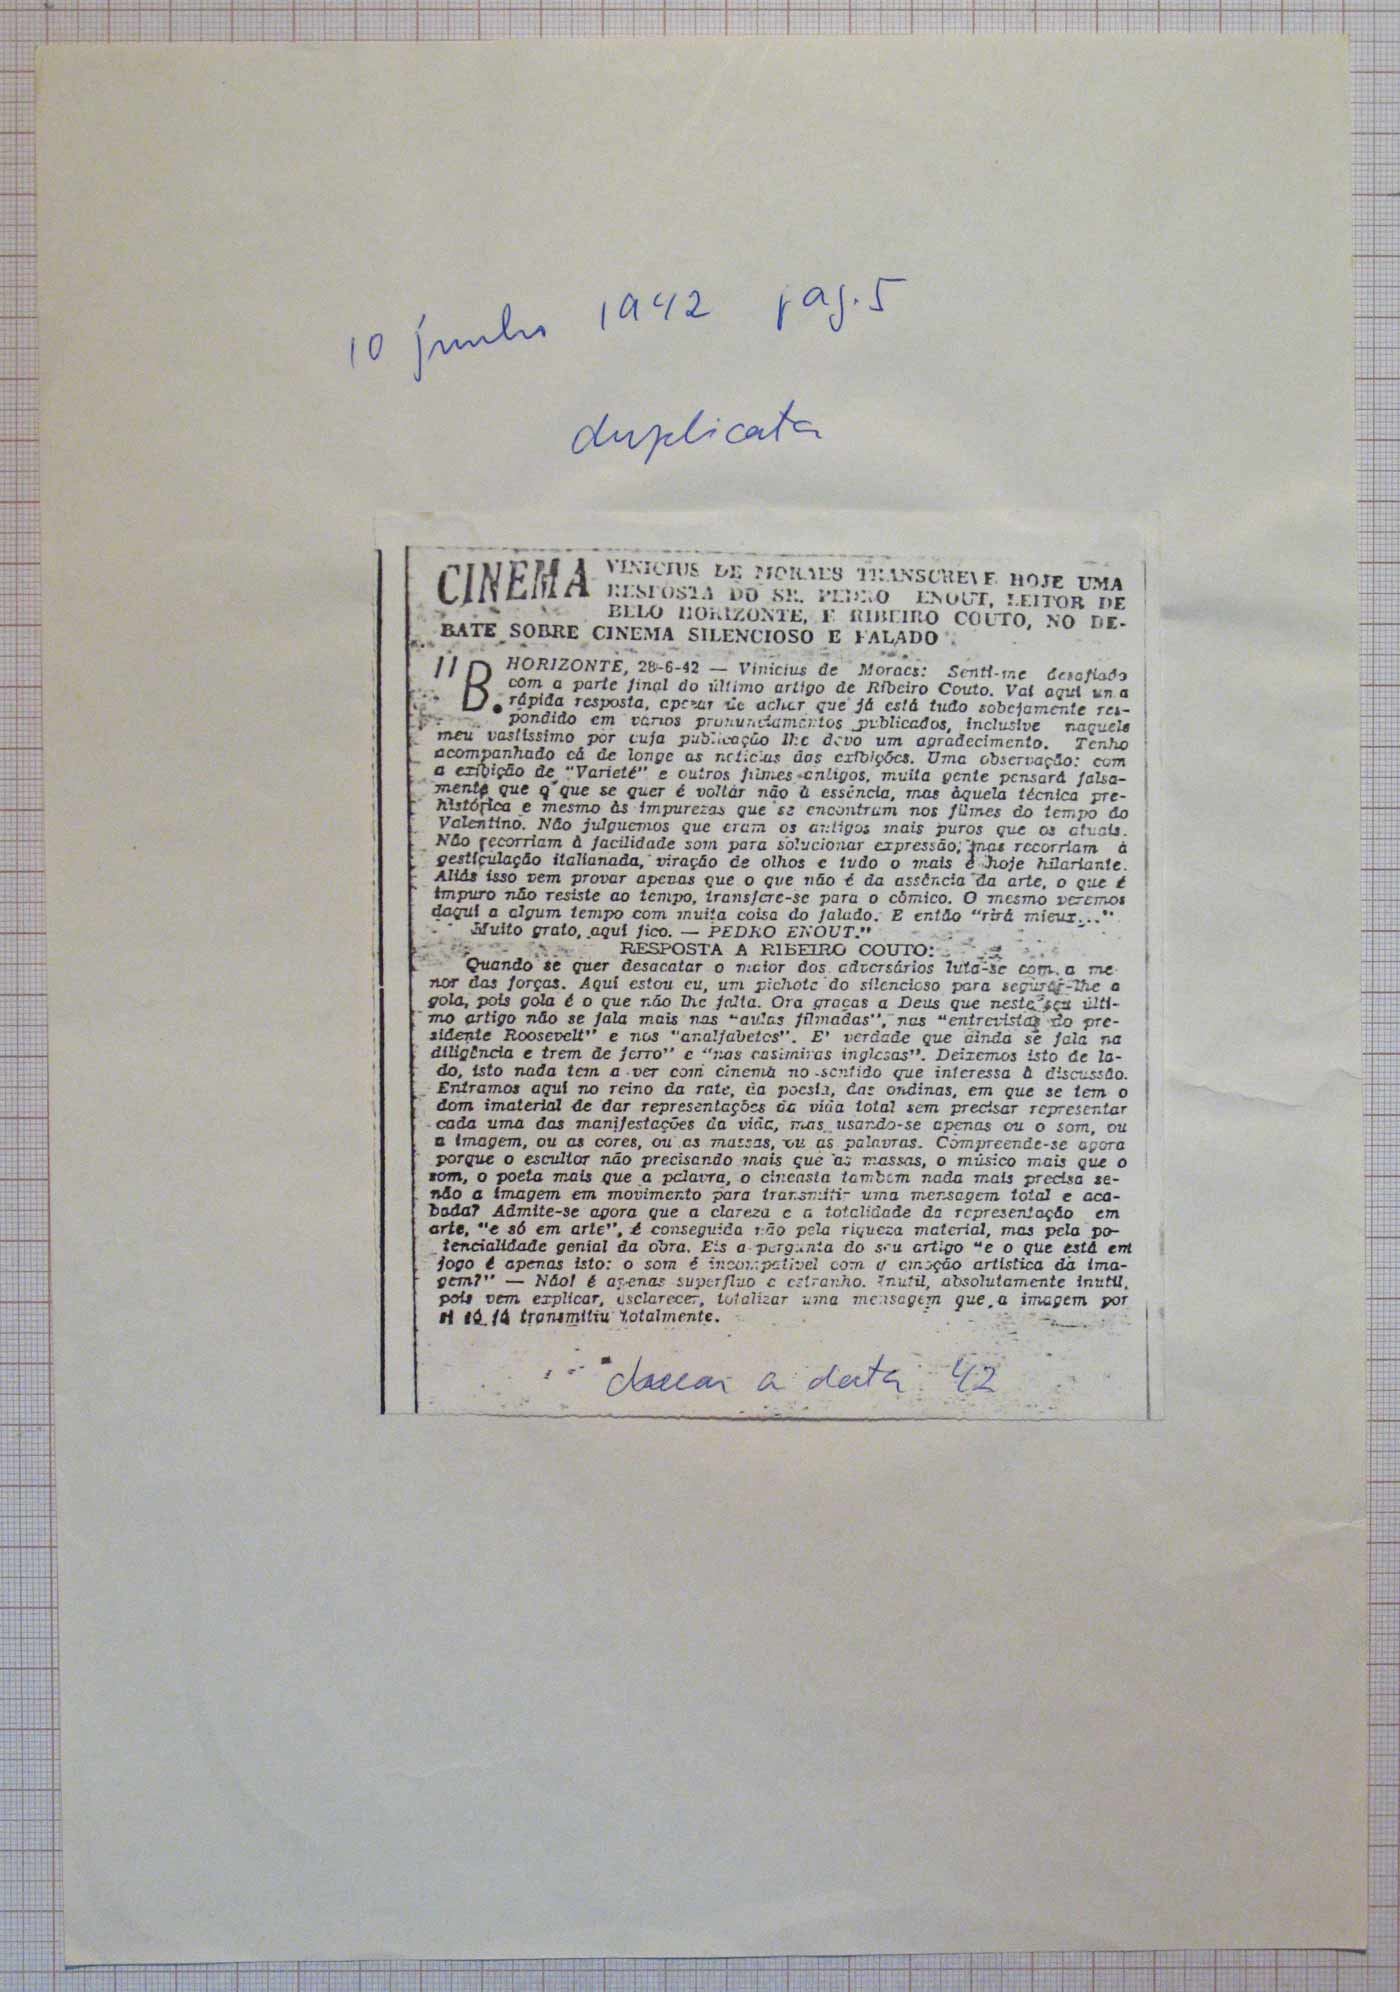 10 junho 1942 pag. 5
duplicata
CINEMA VINICIUS DE MORAES TRANSCREVE HOJE UMA
RESPOSTA DO SR. PEDRO ENOUT, LEITOR DE
BELO HORIZONTE, E RIBEIRO COUTO, NO DE-
BATE SOBRE CINEMA SILENCIOSO E FALADO
"B. HORIZONTE, 28-6-42 — Vinicius de Moraes: Senti-me desafiado
com a parte final do último artigo de Ribeiro Couto. Vai aqui uma
rápida resposta, apezar de achar que já está tudo sobejamente res-
pondido em vários pronunciamentos publicados, inclusive naquele
meu vastíssimo por cuja publicação lhe devo um agradecimento. Tenho
acompanhado cá de longe as notícias das exibições. Uma observação: com
a exibição de "Varieté" e outros filmes antigos, muita gente pensará falsa-
mente que o que se quer é voltar não à essência, mas àquela técnica pre-
histórica e mesmo às impurezas que se encontram nos filmes do tempo do
Valentino. Não julguemos que eram os antigos mais puros que os atuais.
Não recorriam à facilidade som para solucionar expressão, mas recorriam à
gesticulação italianada, viração de olhos e tudo o mais é hoje hilariante.
Aliás isso vem provar apenas que o que não é da assência da arte, o que é
impuro não resiste ao tempo, transfere-se para o cômico. O mesmo veremos
daqui a algum tempo com muita coisa do falado. E então "rirá mieux..."
Muito grato, aqui fico. — PEDRO ENOUT."
RESPOSTA A RIBEIRO COUTO:
Quando se quer desacatar o maior dos adversários luta-se com a me
nor das forças. Aqui estou eu, um pichote do silencioso para segurar-lhe a
gola, pois gola é o que não lhe falta. Ora graças a Deus que neste seu últi-
mo artigo não se fala mais nas "aulas filmadas", nas "entrevistas do pre-
sidente Roosevelt" e nos "analfabetos". E' verdade que ainda se fala na
diligência e trem de ferro" e "nas casimiras inglesas". Deixemos isto de la-
do, isto nada tem a ver com cinema no sentido que interessa à discussão.
Entramos aqui no reino da rate, da poesia, das ondinas, em que se tem o
dom imaterial de dar representações da vida total sem precisar representar
cada uma das manifestações da vida, mas usando-se apenas ou o som, ou
a imagem, ou as cores, ou as massas, ou as palavras. Compreende-se agora
porque o escultor não precisando mais que as massas, o músico mais que o
som, o poeta mais que a palavra, o cineasta também nada mais precisa se-
não a imagem em movimento para transmitir uma mensagem total e aca-
bada? Admite-se agora que a clareza e a totalidade da representação em
arte, "e só em arte", é conseguida não pela riqueza material, mas pela po-
tencialidade genial da obra. Eis a pergunta do seu artigo "e o que está em
jogo é apenas isto: o som é incompatível com a emoção artística da ima-
gem?" — Não! é apenas superfluo e estranho. Inutil, absolutamente inutil,
pois vem explicar, esclarecer, totalizar uma mensagem que a imagem por
si só já transmitiu totalmente.
a data 42